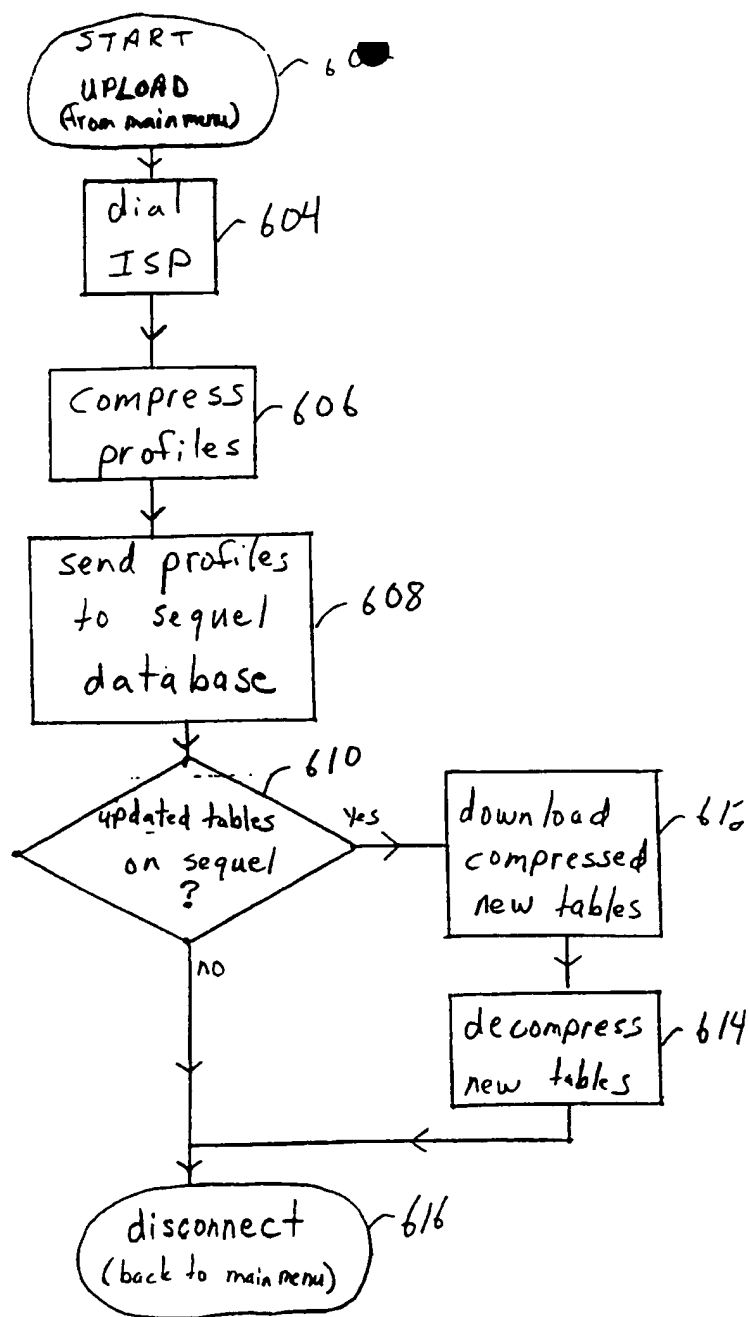 START
UPLOAD
(from main menu)
dial
ISP
604
compress
profiles
606
send profiles
to sequel
database
608
610
updated tables
on sequel
?
yes
download
compressed
new tables
no
decompress
new tables
614
disconnect
(back to main menu)
616